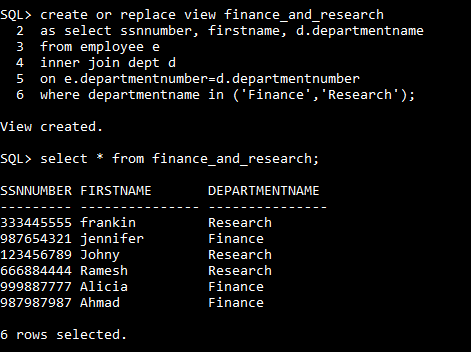 SQL> create or replace view finance_and_research
  2  as select ssnnumber, firstname, d.departmentname
  3  from employee e
  4  inner join dept d
  5  on e.departmentnumber=d.departmentnumber
  6  where departmentname in ('Finance','Research');
View created.
SQL> select * from finance_and_research;
SSNNUMBER FIRSTNAME       DEPARTMENTNAME
--------- --------------- ---------------
333445555 frankin         Research
987654321 jennifer        Finance
123456789 Johny           Research
666884444 Ramesh          Research
999887777 Alicia          Finance
987987987 Ahmad           Finance
6 rows selected.